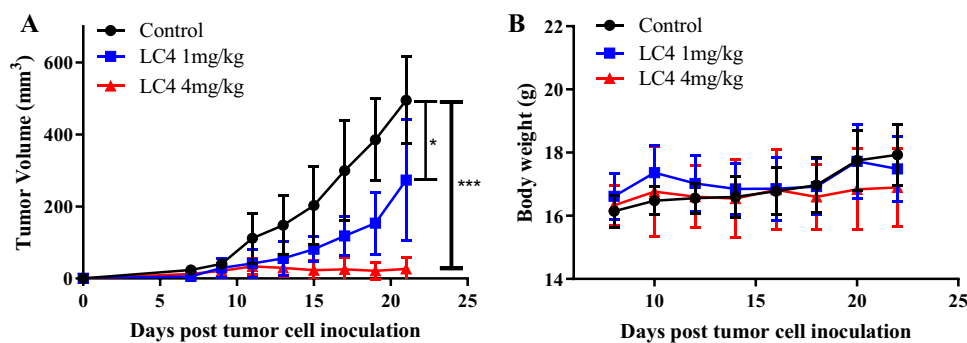 A
Control
LC4 1mg/kg
LC4 4mg/kg
Tumor Volume (mm³)
600
400
200
0
*
***
0
5
10
15
20
25
Days post tumor cell inoculation
B
Control
LC4 1mg/kg
LC4 4mg/kg
Body weight (g)
22
20
18
16
14
10
15
20
25
Days post tumor cell inoculation